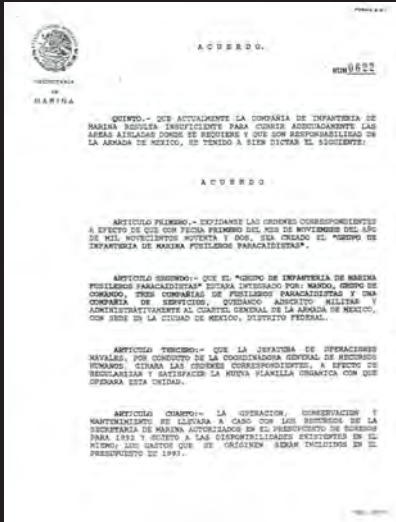 ACUERDO.
NUM 0622
SECRETARIA
DE
MARINA
QUINTO.- QUE ACTUALMENTE LA COMPAÑIA DE INFANTERIA DE
MARINA RESULTA INSUFICIENTE PARA CUBRIR ADECUADAMENTE LAS
AREAS AISLADAS DONDE SE REQUIERE Y QUE SON RESPONSABILIDAD DE
LA ARMADA DE MEXICO, HE TENIDO A BIEN DICTAR EL SIGUIENTE:
ACUERDO
ARTICULO PRIMERO.- EXPIDANSE LAS ORDENES CORRESPONDIENTES
A EFECTO DE QUE CON FECHA PRIMERO DEL MES DE NOVIEMBRE DEL AÑO
DE MIL NOVECIENTOS NOVENTA Y DOS, SEA CREADO EL "GRUPO DE
INFANTERIA DE MARINA FUSILEROS PARACAIDISTAS".
ARTICULO SEGUNDO:- QUE EL "GRUPO DE INFANTERIA DE MARINA
FUSILEROS PARACAIDISTAS" ESTARA INTEGRADO POR: MANDO, GRUPO DE
COMANDO, TRES COMPAÑIAS DE FUSILEROS PARACAIDISTAS Y UNA
COMPAÑIA DE SERVICIOS, QUEDANDO ADSCRITO MILITAR Y
ADMINISTRATIVAMENTE AL CUARTEL GENERAL DE LA ARMADA DE MEXICO,
CON SEDE EN LA CIUDAD DE MEXICO, DISTRITO FEDERAL.
ARTICULO TERCERO:- QUE LA JEFATURA DE OPERACIONES
NAVALES, POR CONDUCTO DE LA COORDINADORA GENERAL DE RECURSOS
HUMANOS, GIRARA LAS ORDENES CORRESPONDIENTES, A EFECTO DE
REGULARIZAR Y SATISFACER LA NUEVA PLANILLA ORGANICA CON QUE
OPERARA ESTA UNIDAD.
ARTICULO CUARTO:- LA OPERACION, CONSERVACION Y
MANTENIMIENTO SE LLEVARA A CABO CON LOS RECURSOS DE LA
SECRETARIA DE MARINA AUTORIZADOS EN EL PRESUPUESTO DE EGRESOS
PARA 1992 Y SUJETO A LAS DISPONIBILIDADES EXISTENTES EN EL
MISMO; LOS GASTOS QUE SE ORIGINEN SERAN INCLUIDOS EN EL
PRESUPUESTO DE 1993.